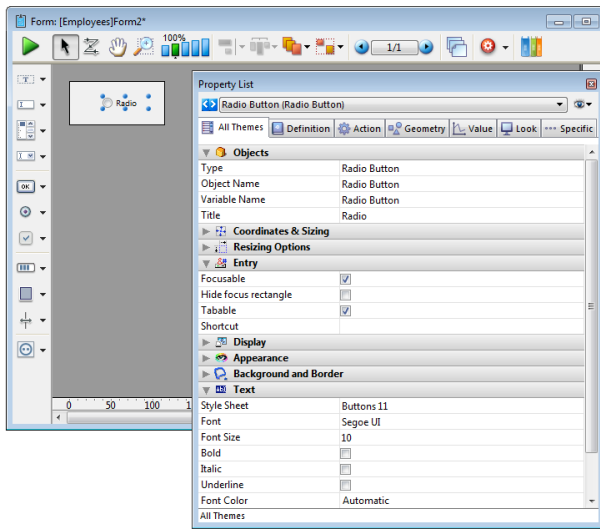 Form: [Employees]Form2*
100%
1/1
Radio
OK
0 50 100 1
Property List
Radio Button (Radio Button)
All Themes Definition Action Geometry Value Look Specific
Objects
Type Radio Button
Object Name Radio Button
Variable Name Radio Button
Title Radio
Coordinates & Sizing
Resizing Options
Entry
Focusable
Hide focus rectangle
Tabable
Shortcut
Display
Appearance
Background and Border
Text
Style Sheet Buttons 11
Font Segoe UI
Font Size 10
Bold
Italic
Underline
Font Color Automatic
All Themes